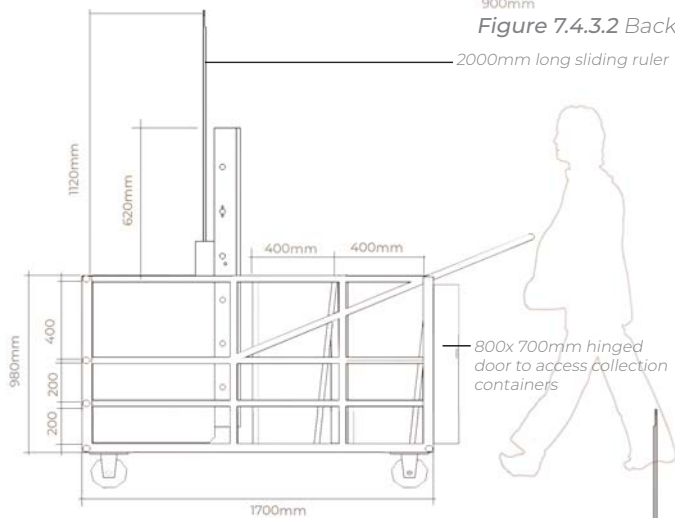 900mm
Figure 7.4.3.2 Back
2000mm long sliding ruler
1120mm
620mm
400mm
400mm
980mm
400
200
200
800x 700mm hinged
door to access collection
containers
1700mm